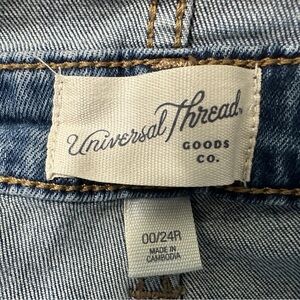 Universal Thread
GOODS
CO.
00/24R
MADE IN
CAMBODIA